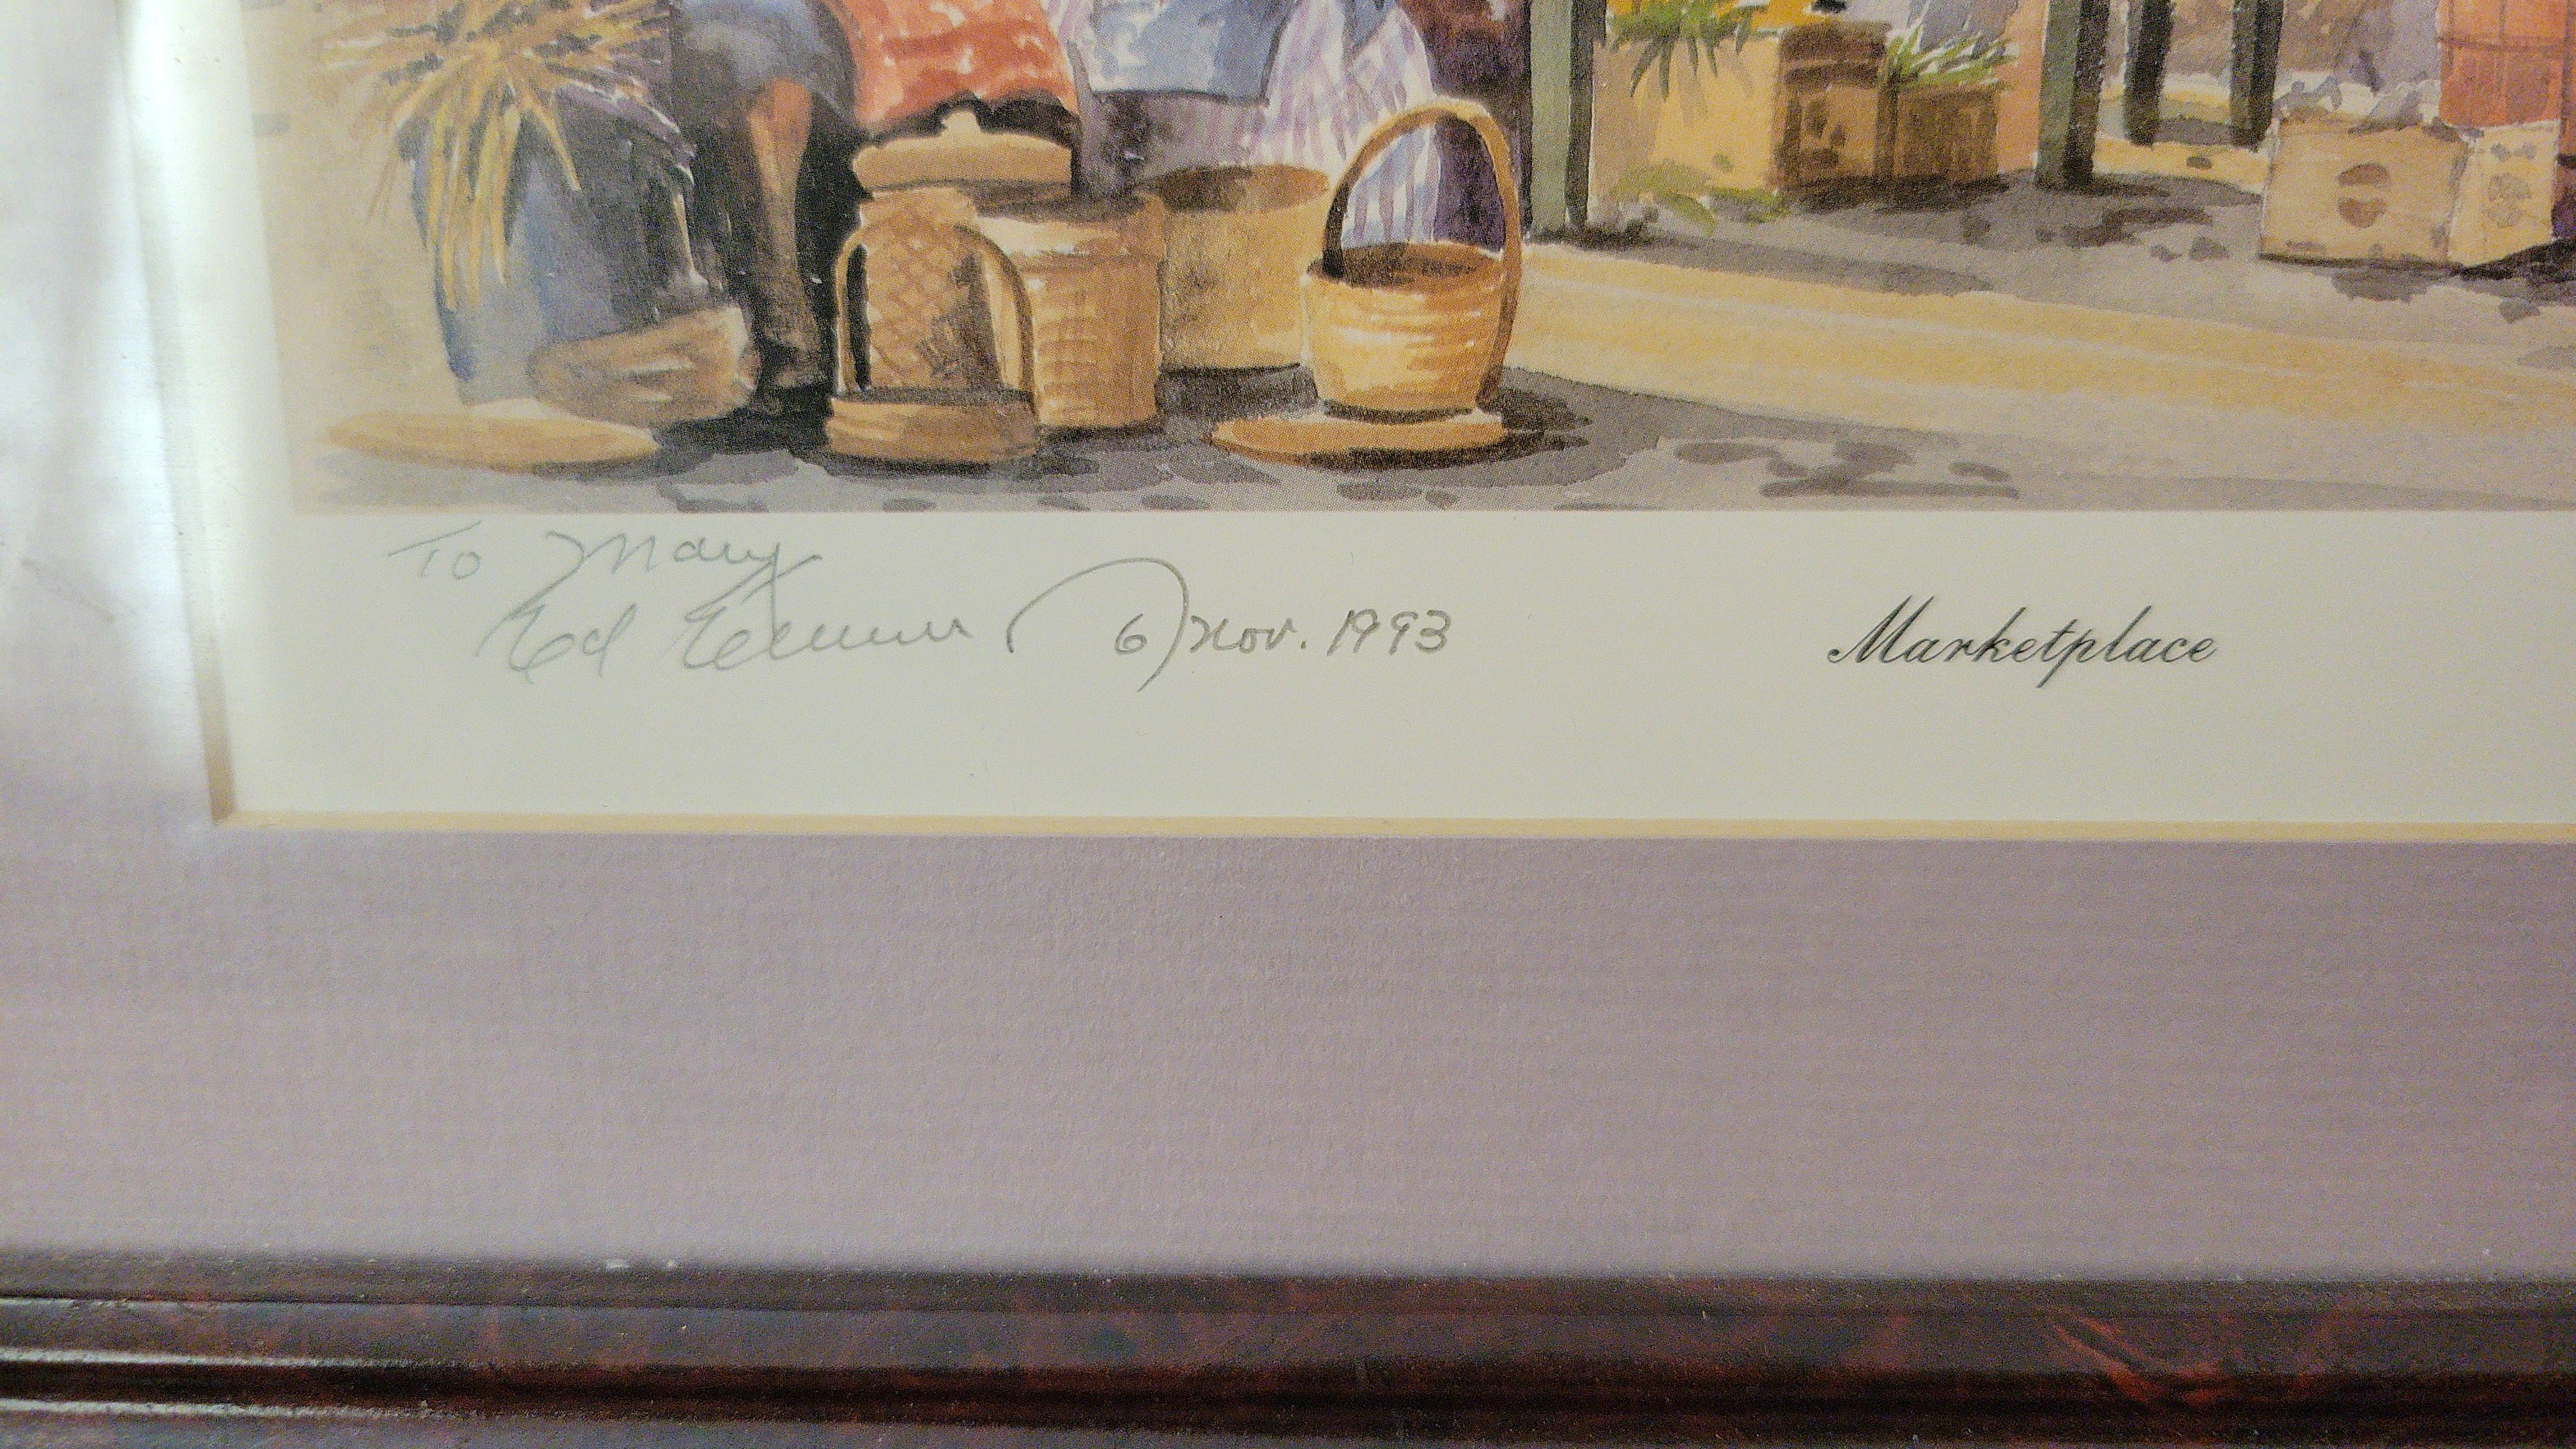 To Mary
Ed
6 Nov. 1993
Marketplace